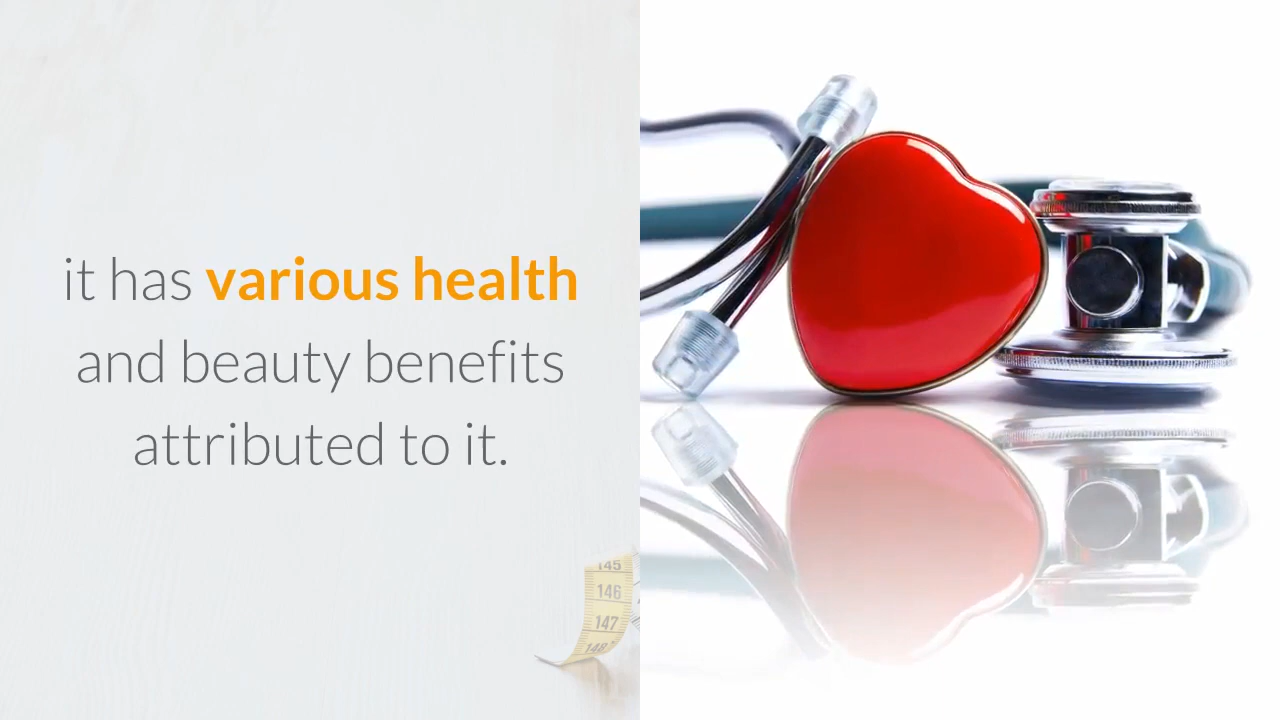 it has various health
and beauty benefits
attributed to it.
145
146
147
148